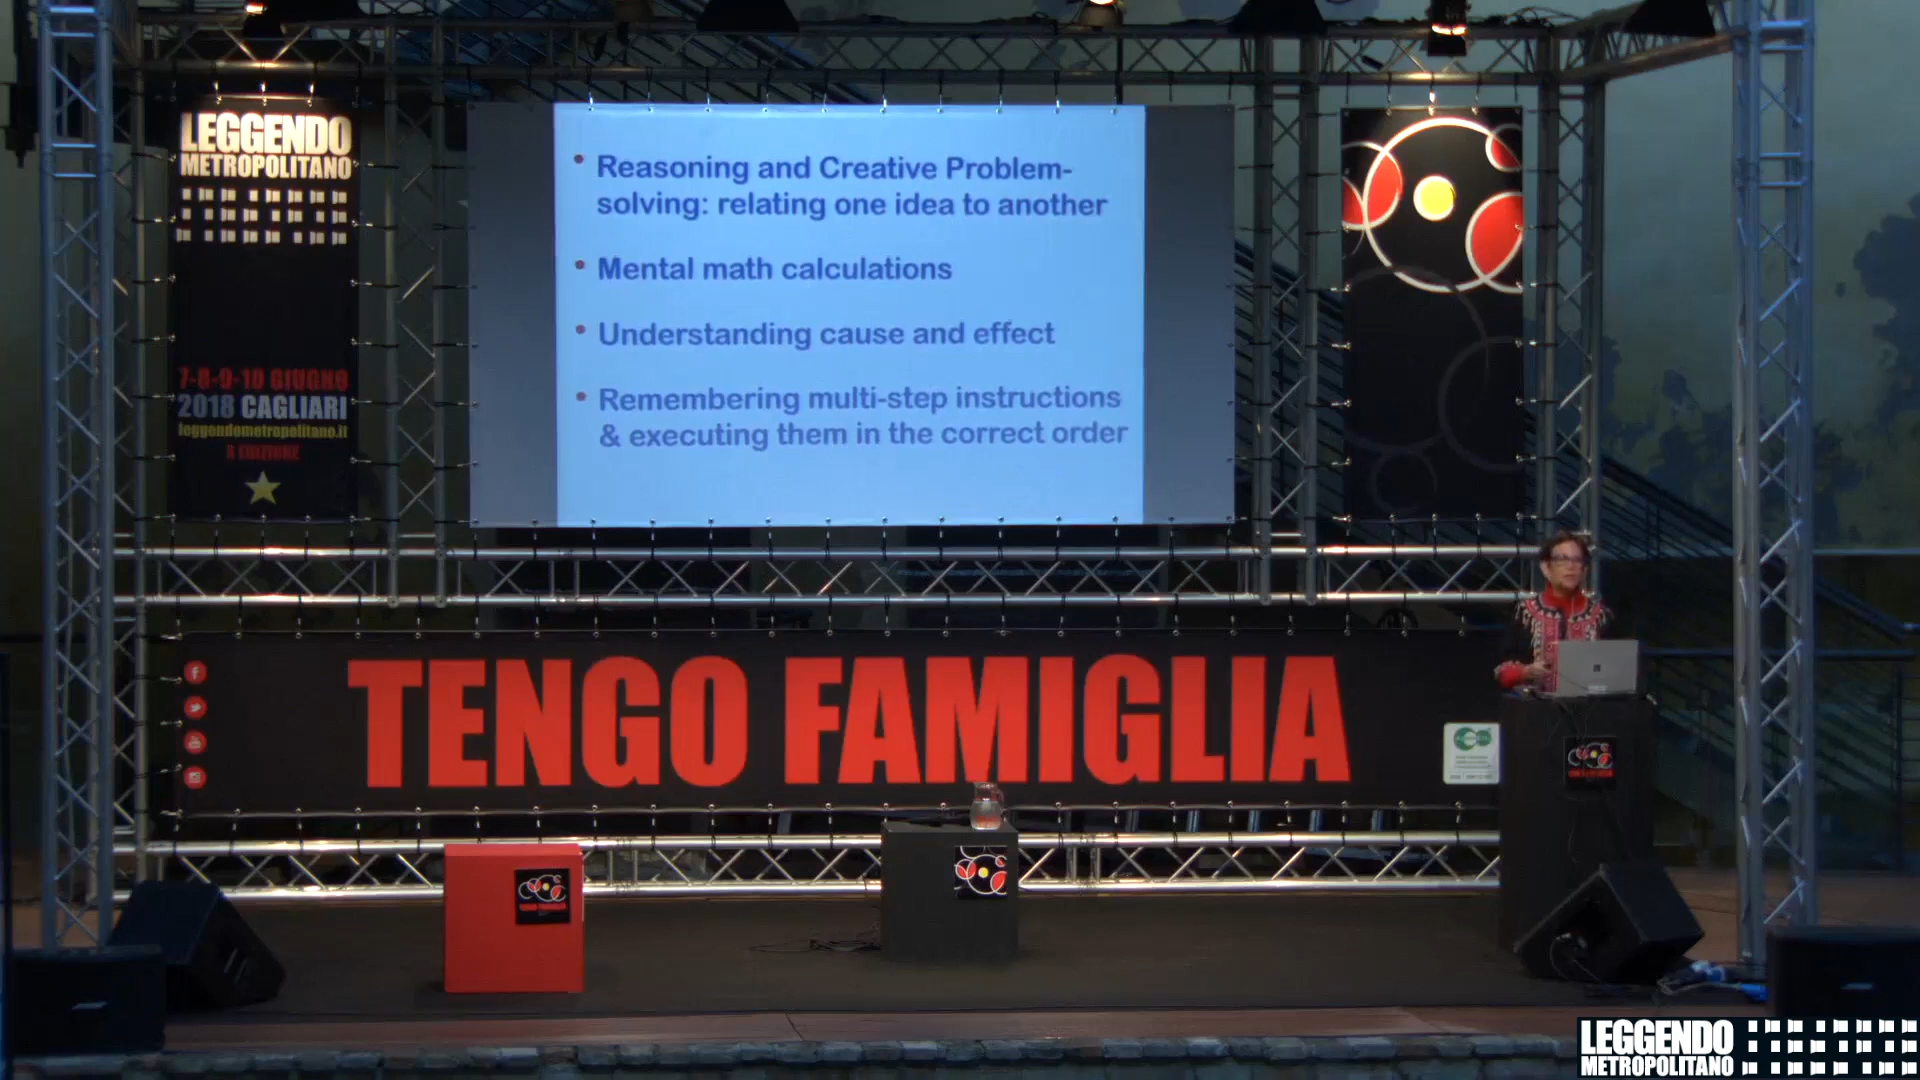 LEGGENDO
METROPOLITANO
7-8-9-10 GIUGNO
2018 CAGLIARI
leggendometropolitano.it
Reasoning and Creative Problem-
solving: relating one idea to another
Mental math calculations
Understanding cause and effect
Remembering multi-step instructions
& executing them in the correct order
TENGO FAMIGLIA
TENGO FAMIGLIA
LEGGENDO
METROPOLITANO